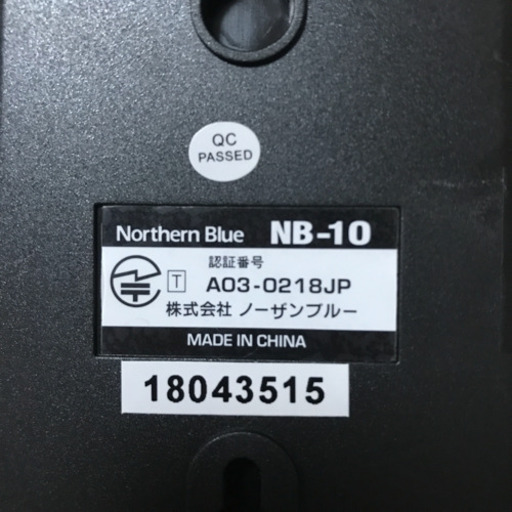 QC
PASSED
Northern Blue NB-10
認証番号
T A03-0218JP
株式会社 ノーザンブルー
MADE IN CHINA
18043515